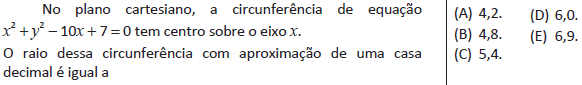 No plano cartesiano, a circunferência de equação
x² + y² – 10x + 7 = 0 tem centro sobre o eixo x.
O raio desta circunferência com aproximação de uma casa
decimal é igual a
(A) 4,2. (D) 6,0.
(B) 4,8. (E) 6,9.
(C) 5,4.